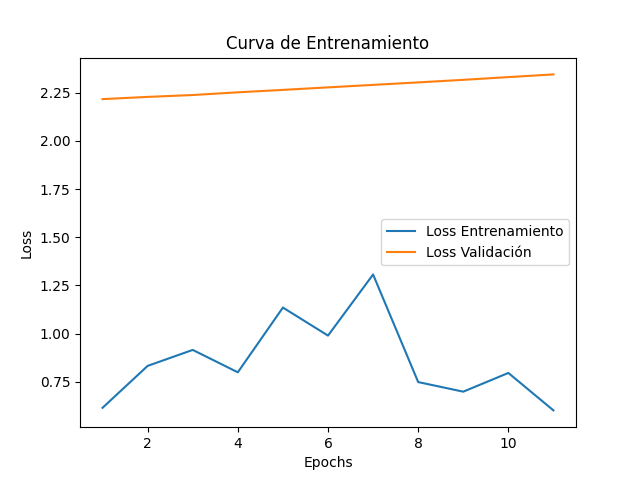 Curva de Entrenamiento
Loss
2.25
2.00
1.75
1.50
1.25
1.00
0.75
Loss Entrenamiento
Loss Validación
2 4 6 8 10
Epochs